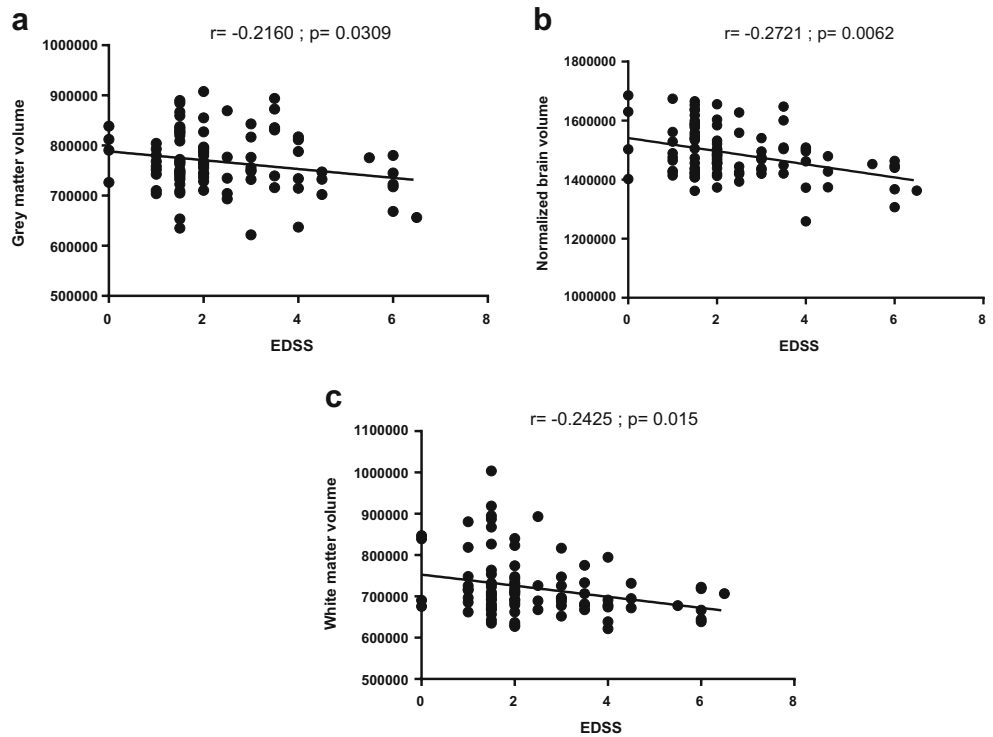 a
r= -0.2160 ; p= 0.0309
Grey matter volume
1000000
900000
800000
700000
600000
500000
0 2 4 6 8
EDSS
b
r= -0.2721 ; p= 0.0062
Normalized brain volume
1800000
1600000
1400000
1200000
1000000
0 2 4 6 8
EDSS
c
r= -0.2425 ; p= 0.015
White matter volume
1100000
1000000
900000
800000
700000
600000
500000
0 2 4 6 8
EDSS